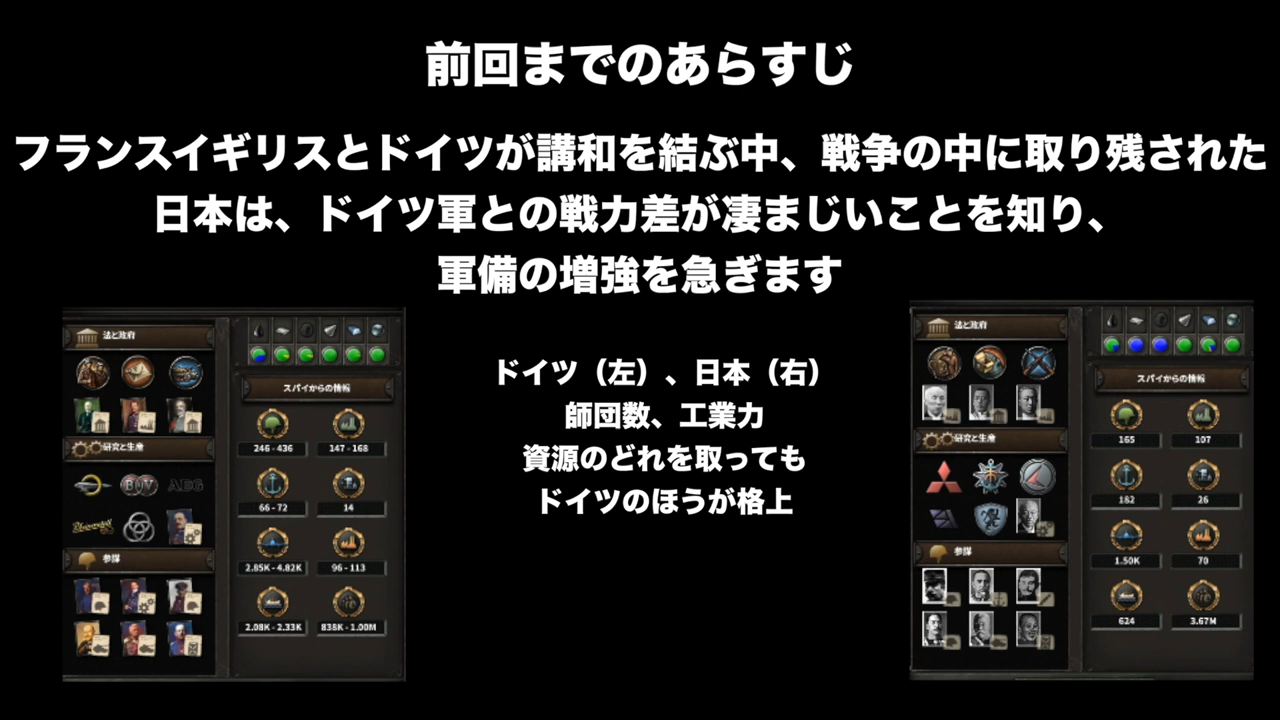 前回までのあらすじ
フランスイギリスとドイツが講和を結ぶ中、戦争の中に取り残された
日本は、ドイツ軍との戦力差が凄まじいことを知り、
軍備の増強を急ぎます
ドイツ（左）、日本（右）
師団数、工業力
資源のどれを取っても
ドイツのほうが格上
法と政府
スパイからの情報
246 - 436
147 - 168
研究と生産
66 - 72
14
AEG
2.85K - 4.82K
96 - 113
参謀
2.08K - 2.33K
838K - 1.00M
法と政府
スパイからの情報
165
107
研究と生産
182
26
1.50K
70
参謀
624
3.67M